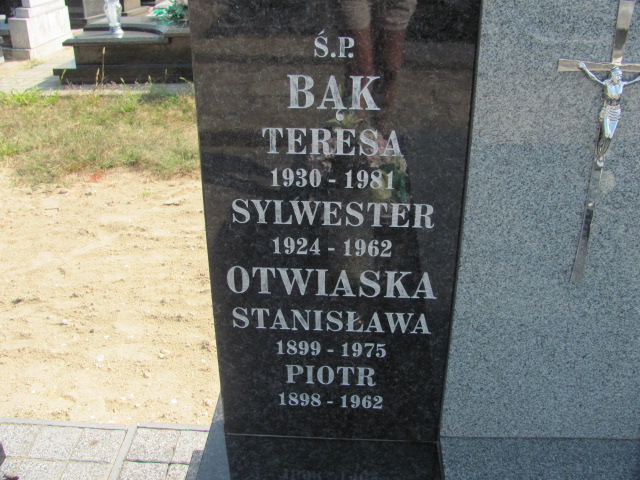 Ś.P.
BĄK
TERESA
1930 - 1981
SYLWESTER
1924 - 1962
OTWIASKA
STANISŁAWA
1899 - 1975
PIOTR
1898 - 1962